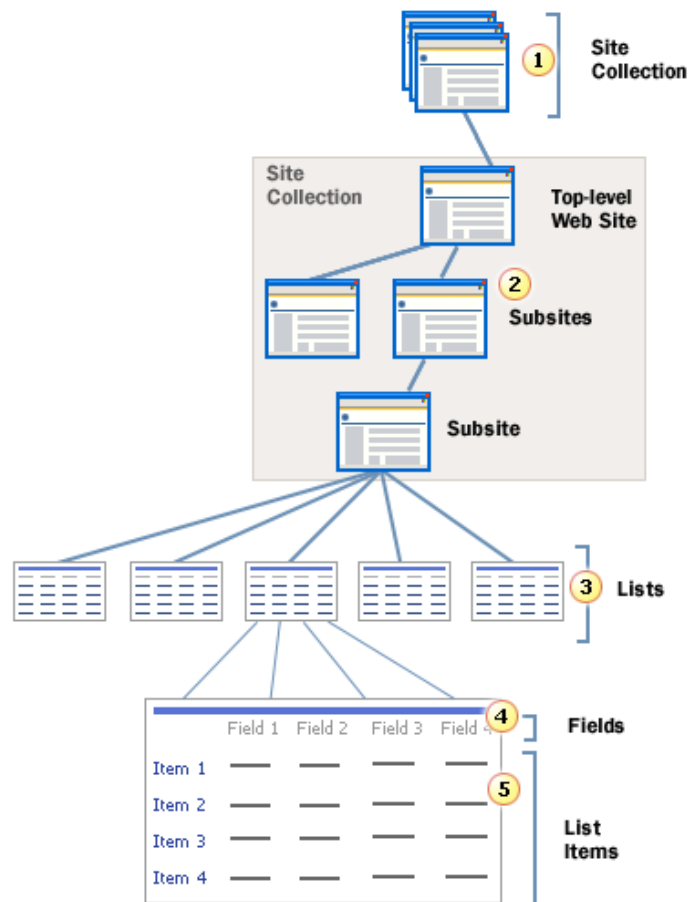 1
Site
Collection
Site
Collection
Top-level
Web Site
2
Subsites
Subsite
3
Lists
4
Field 1 Field 2 Field 3 Field 4
Fields
Item 1
5
Item 2
Item 3
Item 4
List
Items